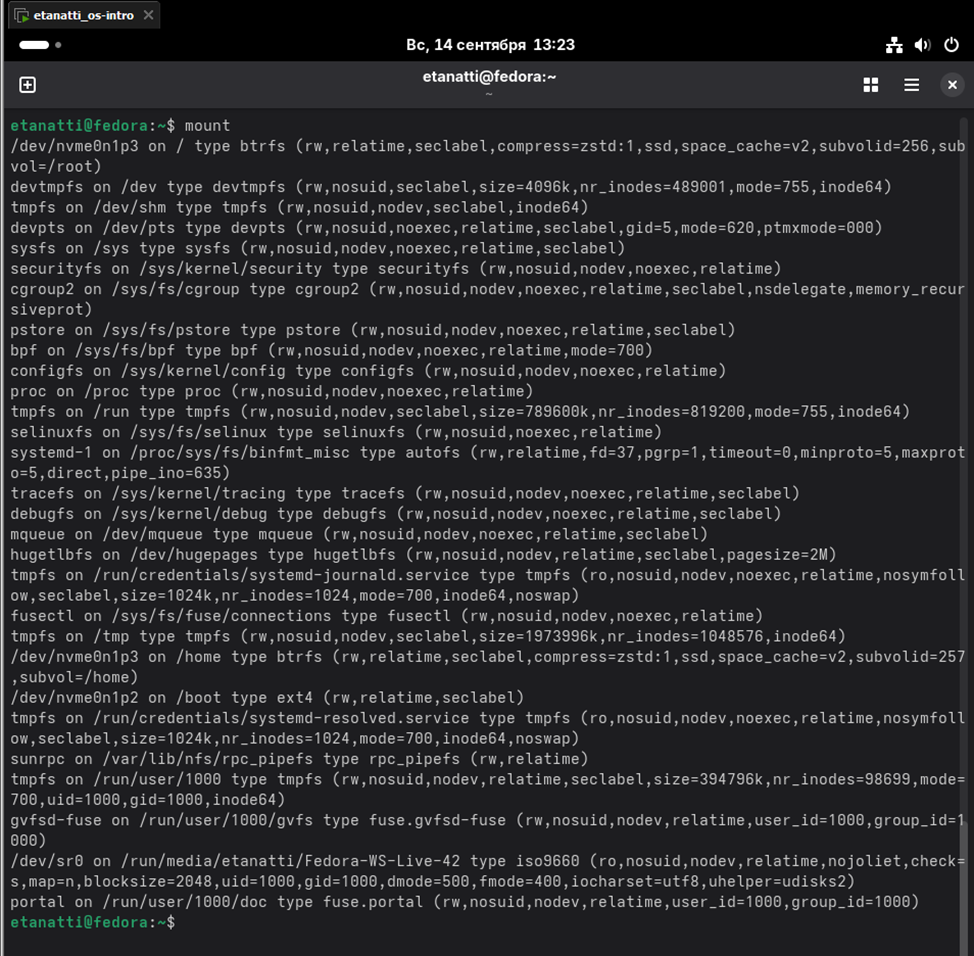 etanatti_os-intro
Вс, 14 сентября 13:23
etanatti@fedora:~
~
etanatti@fedora:~$ mount
/dev/nvme0n1p3 on / type btrfs (rw,relatime,seclabel,compress=zstd:1,ssd,space_cache=v2,subvolid=256,sub
vol=/root)
devtmpfs on /dev type devtmpfs (rw,nosuid,seclabel,size=4096k,nr_inodes=489001,mode=755,inode64)
tmpfs on /dev/shm type tmpfs (rw,nosuid,nodev,seclabel,inode64)
devpts on /dev/pts type devpts (rw,nosuid,noexec,relatime,seclabel,gid=5,mode=620,ptmxmode=000)
sysfs on /sys type sysfs (rw,nosuid,nodev,noexec,relatime,seclabel)
securityfs on /sys/kernel/security type securityfs (rw,nosuid,nodev,noexec,relatime)
cgroup2 on /sys/fs/cgroup type cgroup2 (rw,nosuid,nodev,noexec,relatime,seclabel,nsdelegate,memory_recur
siveprot)
pstore on /sys/fs/pstore type pstore (rw,nosuid,nodev,noexec,relatime,seclabel)
bpf on /sys/fs/bpf type bpf (rw,nosuid,nodev,noexec,relatime,mode=700)
configfs on /sys/kernel/config type configfs (rw,nosuid,nodev,noexec,relatime)
proc on /proc type proc (rw,nosuid,nodev,noexec,relatime)
tmpfs on /run type tmpfs (rw,nosuid,nodev,seclabel,size=789600k,nr_inodes=819200,mode=755,inode64)
selinuxfs on /sys/fs/selinux type selinuxfs (rw,nosuid,noexec,relatime)
systemd-1 on /proc/sys/fs/binfmt_misc type autofs (rw,relatime,fd=37,pgrp=1,timeout=0,minproto=5,maxprot
o=5,direct,pipe_ino=635)
tracefs on /sys/kernel/tracing type tracefs (rw,nosuid,nodev,noexec,relatime,seclabel)
debugfs on /sys/kernel/debug type debugfs (rw,nosuid,nodev,noexec,relatime,seclabel)
mqueue on /dev/mqueue type mqueue (rw,nosuid,nodev,noexec,relatime,seclabel)
hugetlbfs on /dev/hugepages type hugetlbfs (rw,nosuid,nodev,relatime,seclabel,pagesize=2M)
tmpfs on /run/credentials/systemd-journald.service type tmpfs (ro,nosuid,nodev,noexec,relatime,nosymfoll
ow,seclabel,size=1024k,nr_inodes=1024,mode=700,inode64,noswap)
fusectl on /sys/fs/fuse/connections type fusectl (rw,nosuid,nodev,noexec,relatime)
tmpfs on /tmp type tmpfs (rw,nosuid,nodev,seclabel,size=1973996k,nr_inodes=1048576,inode64)
/dev/nvme0n1p3 on /home type btrfs (rw,relatime,seclabel,compress=zstd:1,ssd,space_cache=v2,subvolid=257
,subvol=/home)
/dev/nvme0n1p2 on /boot type ext4 (rw,relatime,seclabel)
tmpfs on /run/credentials/systemd-resolved.service type tmpfs (ro,nosuid,nodev,noexec,relatime,nosymfoll
ow,seclabel,size=1024k,nr_inodes=1024,mode=700,inode64,noswap)
sunrpc on /var/lib/nfs/rpc_pipefs type rpc_pipefs (rw,relatime)
tmpfs on /run/user/1000 type tmpfs (rw,nosuid,nodev,relatime,seclabel,size=394796k,nr_inodes=98699,mode=
700,uid=1000,gid=1000,inode64)
gvfsd-fuse on /run/user/1000/gvfs type fuse.gvfsd-fuse (rw,nosuid,nodev,relatime,user_id=1000,group_id=1
000)
/dev/sr0 on /run/media/etanatti/Fedora-WS-Live-42 type iso9660 (ro,nosuid,nodev,relatime,nojoliet,check=
s,map=n,blocksize=2048,uid=1000,gid=1000,dmode=500,fmode=400,iocharset=utf8,uhelper=udisks2)
portal on /run/user/1000/doc type fuse.portal (rw,nosuid,nodev,relatime,user_id=1000,group_id=1000)
etanatti@fedora:~$